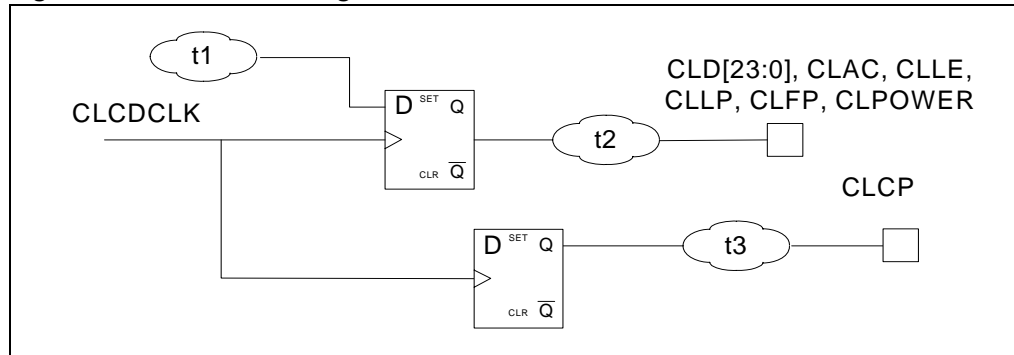 t1
CLD[23:0], CLAC, CLLE,
CLLP, CLFP, CLPOWER
CLCDCLK
D SET Q
t2
CLR Q̅
CLCP
D SET Q
t3
CLR Q̅